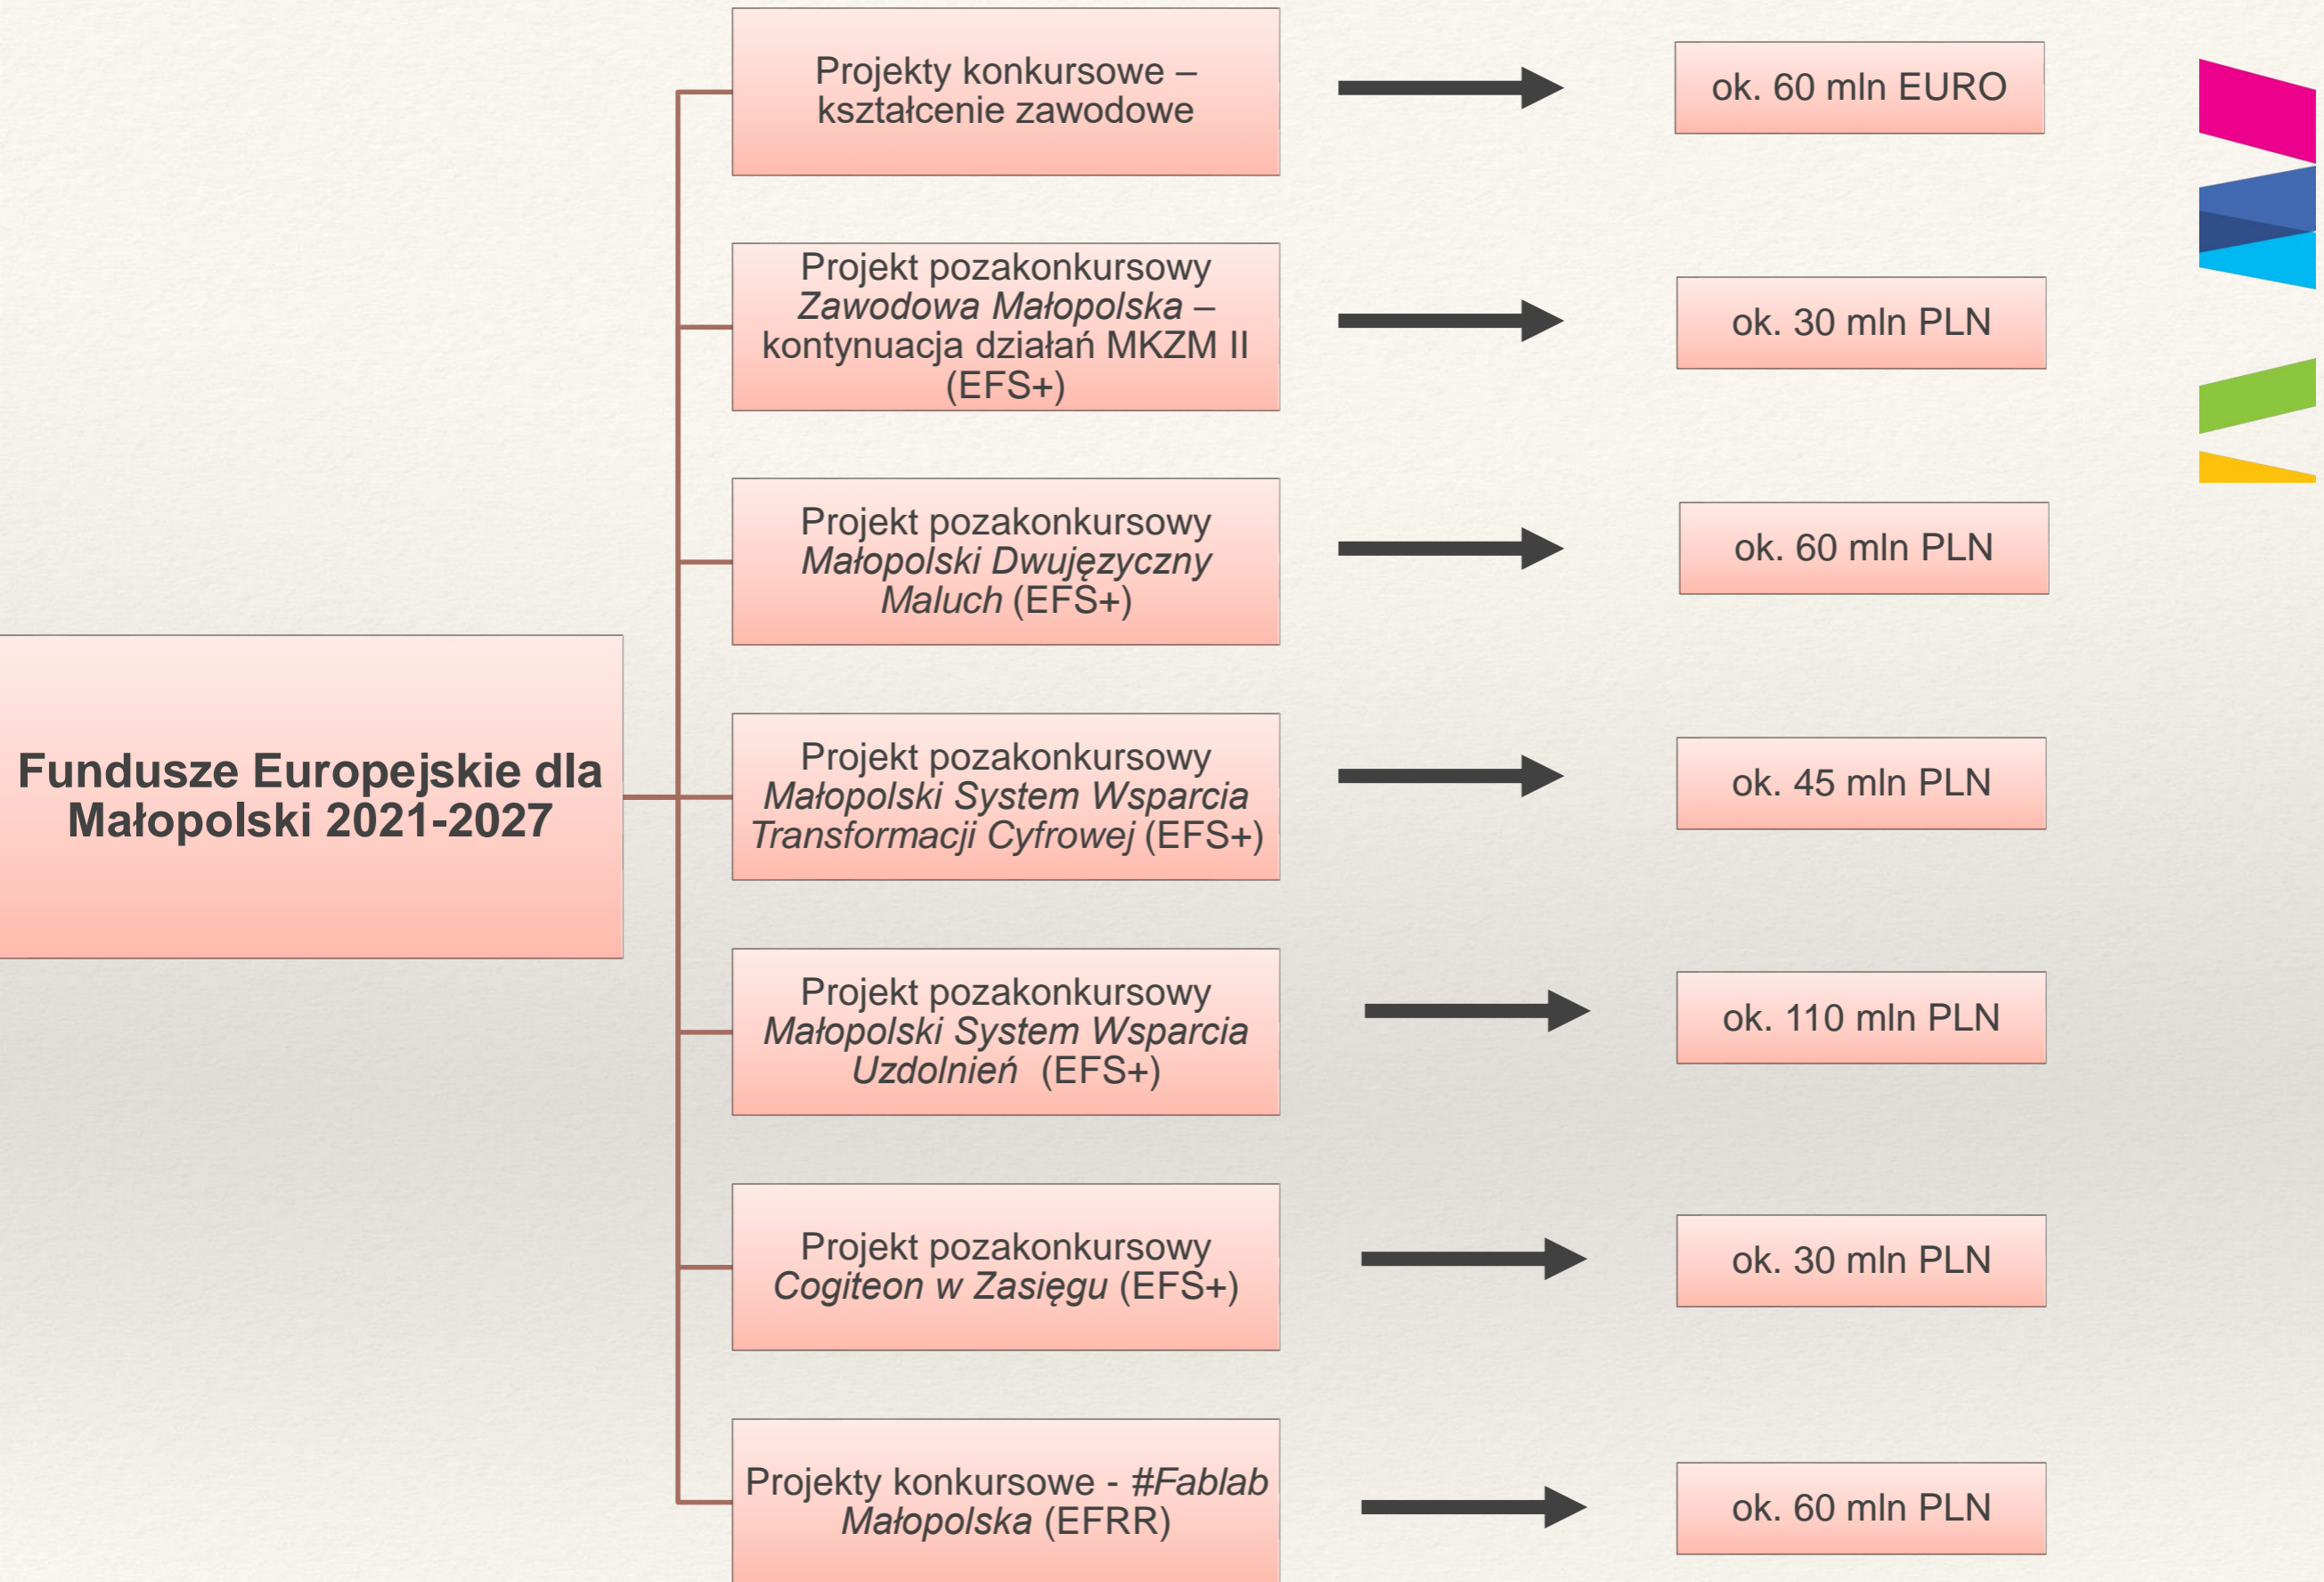 Projekty konkursowe –
kształcenie zawodowe
ok. 60 mln EURO
Projekt pozakonkursowy
Zawodowa Małopolska –
kontynuacja działań MKZM II
(EFS+)
ok. 30 mln PLN
Projekt pozakonkursowy
Małopolski Dwujęzyczny
Maluch (EFS+)
ok. 60 mln PLN
Fundusze Europejskie dla
Małopolski 2021-2027
Projekt pozakonkursowy
Małopolski System Wsparcia
Transformacji Cyfrowej (EFS+)
ok. 45 mln PLN
Projekt pozakonkursowy
Małopolski System Wsparcia
Uzdolnień  (EFS+)
ok. 110 mln PLN
Projekt pozakonkursowy
Cogiteon w Zasięgu (EFS+)
ok. 30 mln PLN
Projekty konkursowe - #Fablab
Małopolska (EFRR)
ok. 60 mln PLN